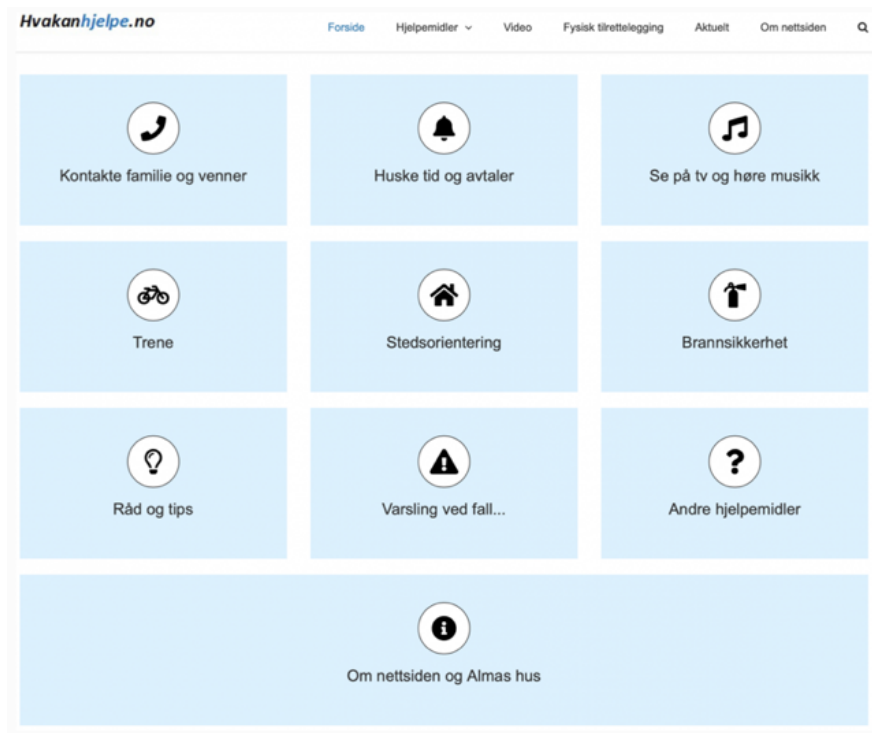 Hvakanhjelpe.no
Forside Hjelpemidler Video Fysisk tilrettelegging Aktuelt Om nettsiden
Kontakte familie og venner
Huske tid og avtaler
Se på tv og høre musikk
Trene
Stedsorientering
Brannsikkerhet
Råd og tips
Varsling ved fall...
Andre hjelpemidler
Om nettsiden og Almas hus